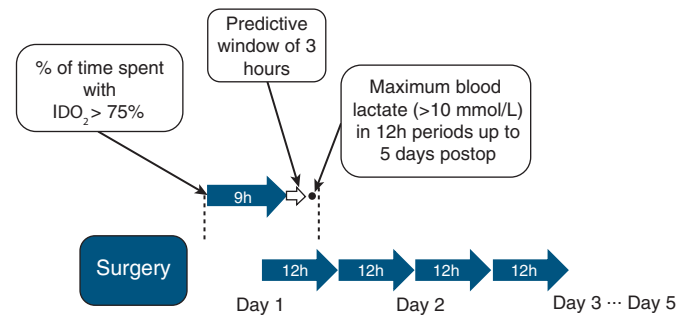 Predictive
window of 3
hours
% of time spent
with
IDO₂ > 75%
Maximum blood
lactate (>10 mmol/L)
in 12h periods up to
5 days postop
9h
Surgery
12h 12h 12h 12h
Day 1 Day 2 Day 3 ··· Day 5